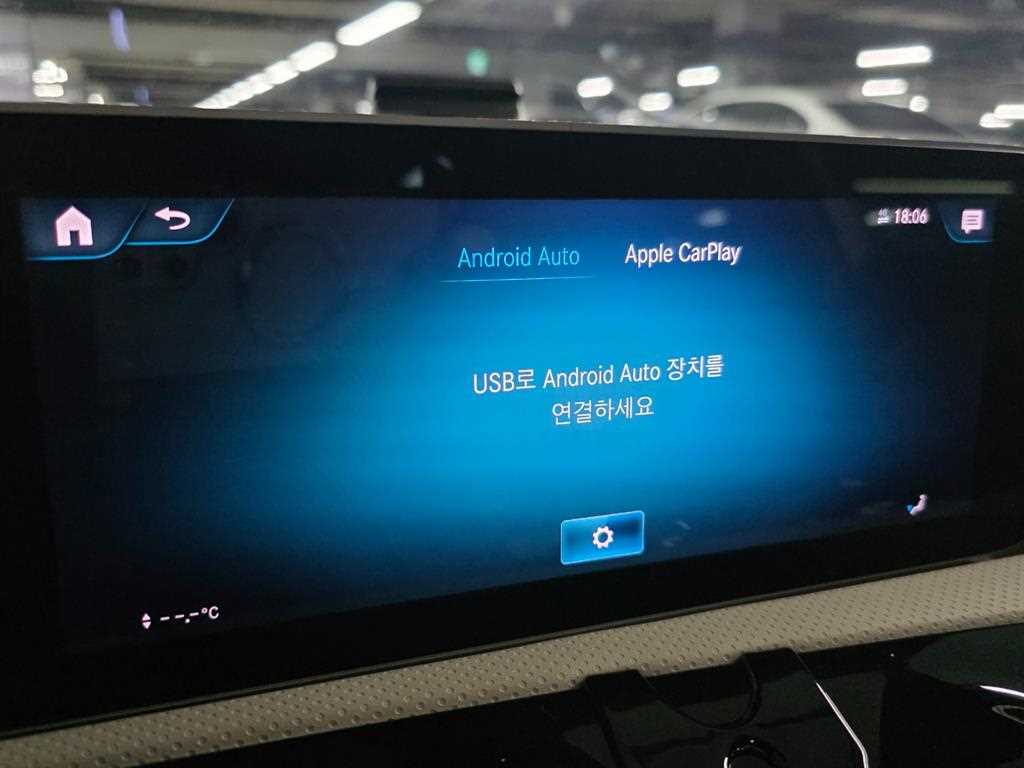 18:06
Android Auto Apple CarPlay
USB로 Android Auto 장치를
연결하세요
--.-°C